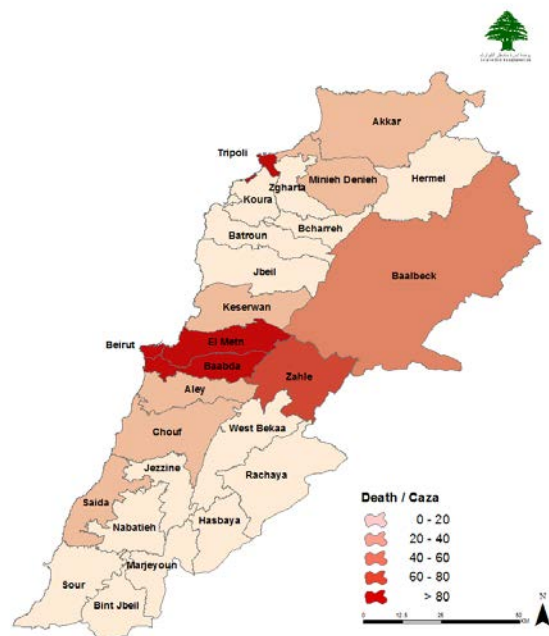 Akkar
Tripoli
Minieh Denieh
Zgharta
Hermel
Koura
Bcharreh
Batroun
Jbeil
Baalbeck
Keserwan
Beirut
El Metn
Baabda
Zahle
Aley
West Bekaa
Chouf
Jezzine
Rachaya
Saida
Hasbaya
Nabatieh
Marjeyoun
Sour
Bint Jbeil
Death / Caza
0 - 20
20 - 40
40 - 60
60 - 80
> 80
N
KM